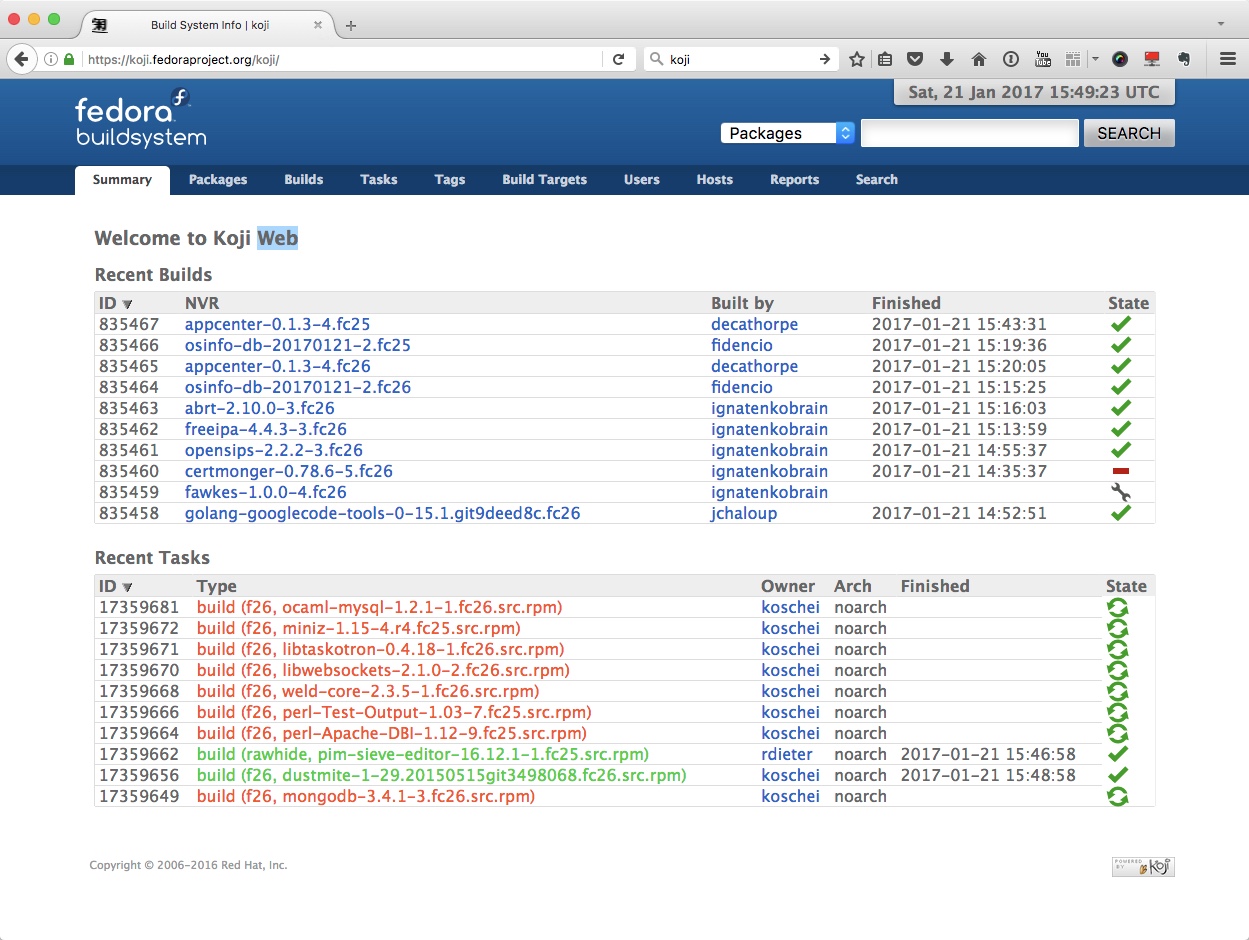 Build System Info | koji
https://koji.fedoraproject.org/koji/
koji
You
Tube
Sat, 21 Jan 2017 15:49:23 UTC
fedora
buildsystem
Packages
SEARCH
Summary Packages Builds Tasks Tags Build Targets Users Hosts Reports Search
Welcome to Koji Web
Recent Builds
ID NVR Built by Finished State
835467 appcenter-0.1.3-4.fc25 decathorpe 2017-01-21 15:43:31
835466 osinfo-db-20170121-2.fc25 fidencio 2017-01-21 15:19:36
835465 appcenter-0.1.3-4.fc26 decathorpe 2017-01-21 15:20:05
835464 osinfo-db-20170121-2.fc26 fidencio 2017-01-21 15:15:25
835463 abrt-2.10.0-3.fc26 ignatenkobrain 2017-01-21 15:16:03
835462 freeipa-4.4.3-3.fc26 ignatenkobrain 2017-01-21 15:13:59
835461 opensips-2.2.2-3.fc26 ignatenkobrain 2017-01-21 14:55:37
835460 certmonger-0.78.6-5.fc26 ignatenkobrain 2017-01-21 14:35:37
835459 fawkes-1.0.0-4.fc26 ignatenkobrain
835458 golang-googlecode-tools-0-15.1.git9deed8c.fc26 jchaloup 2017-01-21 14:52:51
Recent Tasks
ID Type Owner Arch Finished State
17359681 build (f26, ocaml-mysql-1.2.1-1.fc26.src.rpm) koschei noarch
17359672 build (f26, miniz-1.15-4.r4.fc25.src.rpm) koschei noarch
17359671 build (f26, libtaskotron-0.4.18-1.fc26.src.rpm) koschei noarch
17359670 build (f26, libwebsockets-2.1.0-2.fc26.src.rpm) koschei noarch
17359668 build (f26, weld-core-2.3.5-1.fc26.src.rpm) koschei noarch
17359666 build (f26, perl-Test-Output-1.03-7.fc25.src.rpm) koschei noarch
17359664 build (f26, perl-Apache-DBI-1.12-9.fc25.src.rpm) koschei noarch
17359662 build (rawhide, pim-sieve-editor-16.12.1-1.fc25.src.rpm) rdieter noarch 2017-01-21 15:46:58
17359656 build (f26, dustmite-1-29.20150515git3498068.fc26.src.rpm) koschei noarch 2017-01-21 15:48:58
17359649 build (f26, mongodb-3.4.1-3.fc26.src.rpm) koschei noarch
Copyright © 2006-2016 Red Hat, Inc.
POWERED
BY koji